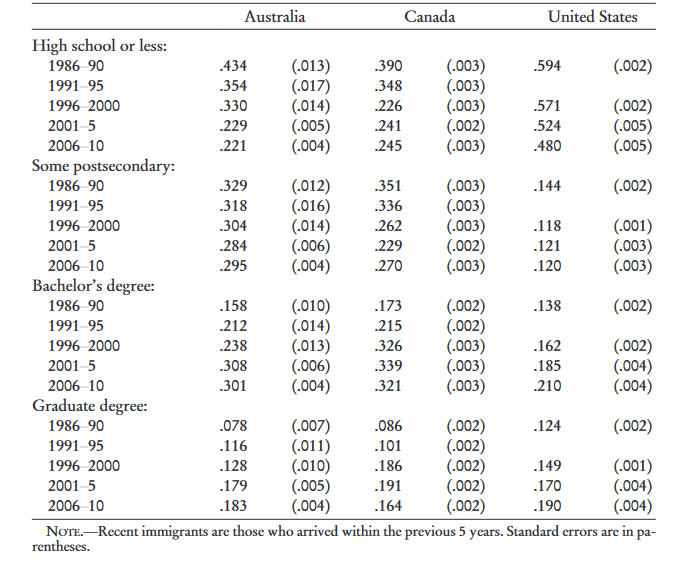 Australia Canada United States
High school or less:
1986–90 .434 (.013) .390 (.003) .594 (.002)
1991–95 .354 (.017) .348 (.003)
1996–2000 .330 (.014) .226 (.003) .571 (.002)
2001–5 .229 (.005) .241 (.002) .524 (.005)
2006–10 .221 (.004) .245 (.003) .480 (.005)
Some postsecondary:
1986–90 .329 (.012) .351 (.003) .144 (.002)
1991–95 .318 (.016) .336 (.003)
1996–2000 .304 (.014) .262 (.003) .118 (.001)
2001–5 .284 (.006) .229 (.002) .121 (.003)
2006–10 .295 (.004) .270 (.003) .120 (.003)
Bachelor's degree:
1986–90 .158 (.010) .173 (.002) .138 (.002)
1991–95 .212 (.014) .215 (.002)
1996–2000 .238 (.013) .326 (.003) .162 (.002)
2001–5 .308 (.006) .339 (.003) .185 (.004)
2006–10 .301 (.004) .321 (.003) .210 (.004)
Graduate degree:
1986–90 .078 (.007) .086 (.002) .124 (.002)
1991–95 .116 (.011) .101 (.002)
1996–2000 .128 (.010) .186 (.002) .149 (.001)
2001–5 .179 (.005) .191 (.002) .170 (.004)
2006–10 .183 (.004) .164 (.002) .190 (.004)
NOTE.—Recent immigrants are those who arrived within the previous 5 years. Standard errors are in pa-
rentheses.